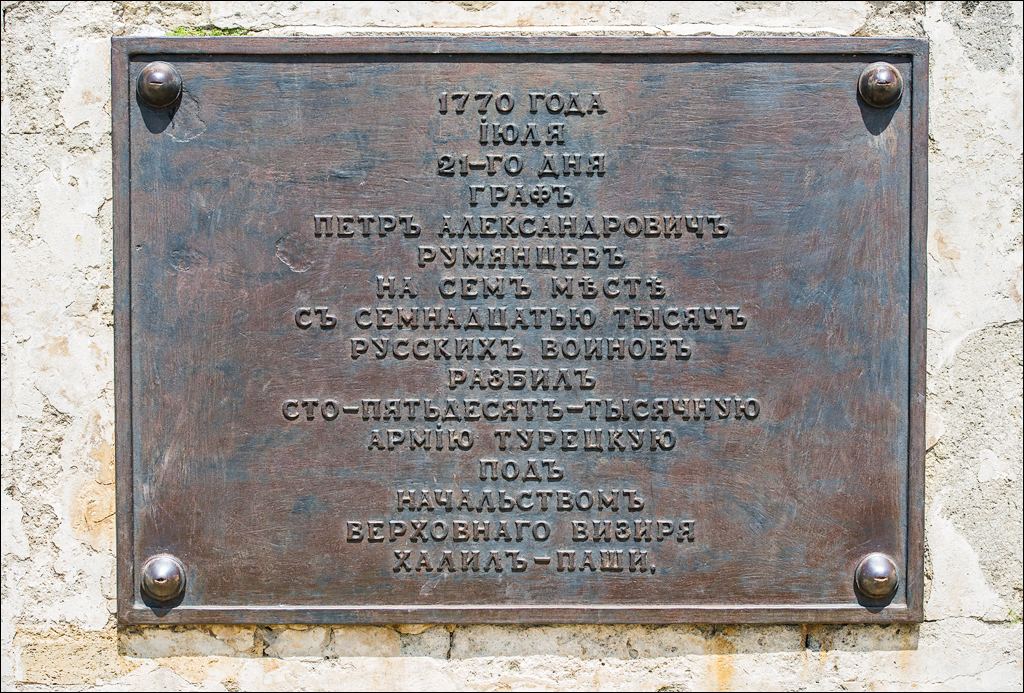 1770 ГОДА
ІЮЛЯ
21-ГО ДНЯ
ГРАФЪ
ПЕТРЪ АЛЕКСАНДРОВИЧЪ
РУМЯНЦЕВЪ
НА СЕМЪ МѢСТѢ
СЪ СЕМНАДЦАТЬЮ ТЫСЯЧЪ
РУССКИХЪ ВОИНОВЪ
РАЗБИЛЪ
СТО-ПЯТЬДЕСЯТЪ-ТЫСЯЧНУЮ
АРМІЮ ТУРЕЦКУЮ
ПОДЪ
НАЧАЛЬСТВОМЪ
ВЕРХОВНАГО ВИЗИРЯ
ХАЛИЛЪ-ПАШИ.